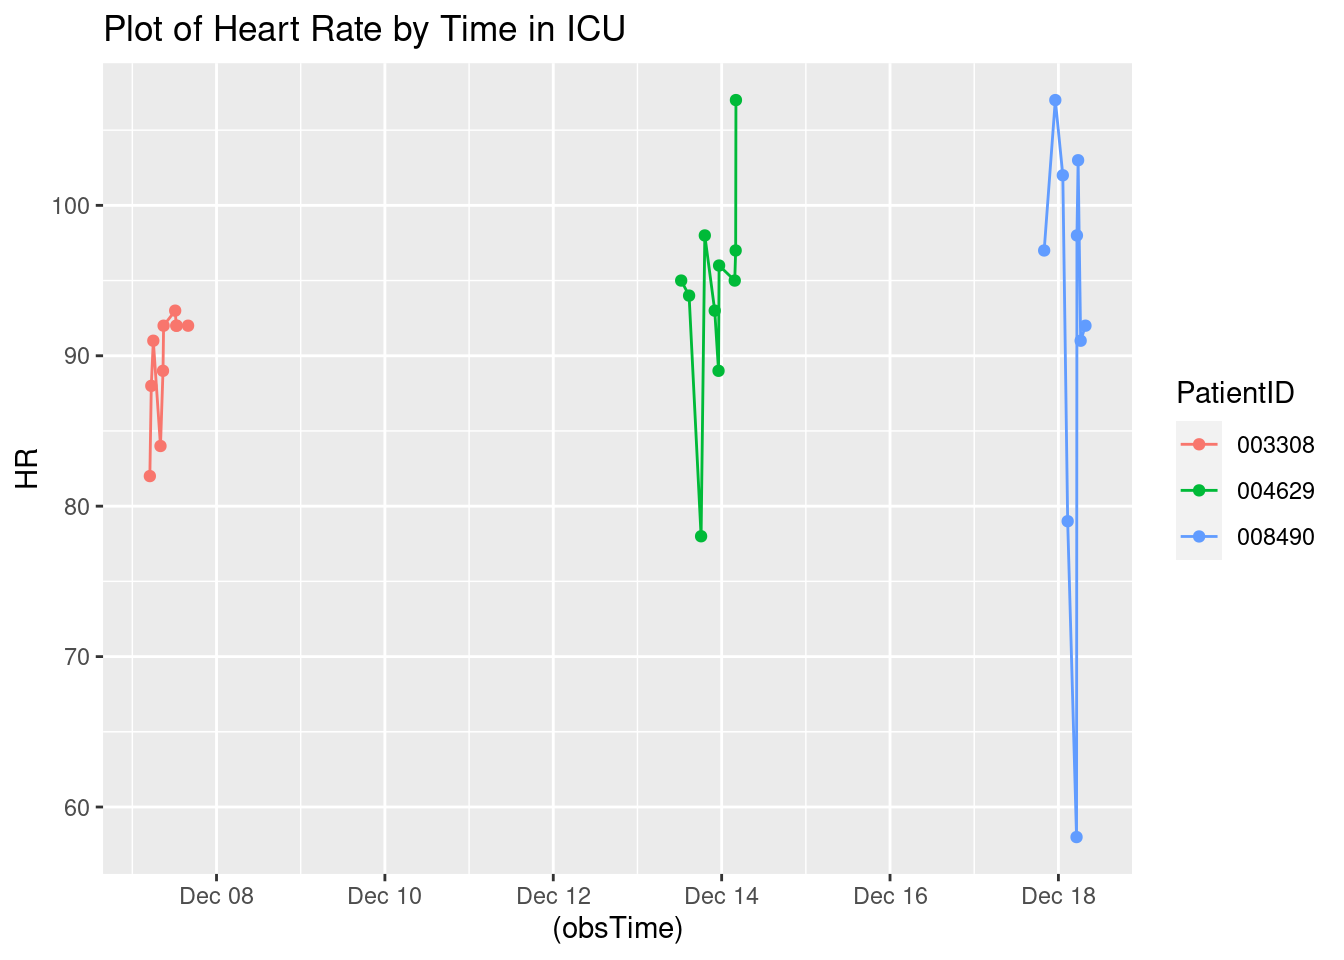 Plot of Heart Rate by Time in ICU
HR
100
90
80
70
60
Dec 08
Dec 10
Dec 12
Dec 14
Dec 16
Dec 18
(obsTime)
PatientID
003308
004629
008490